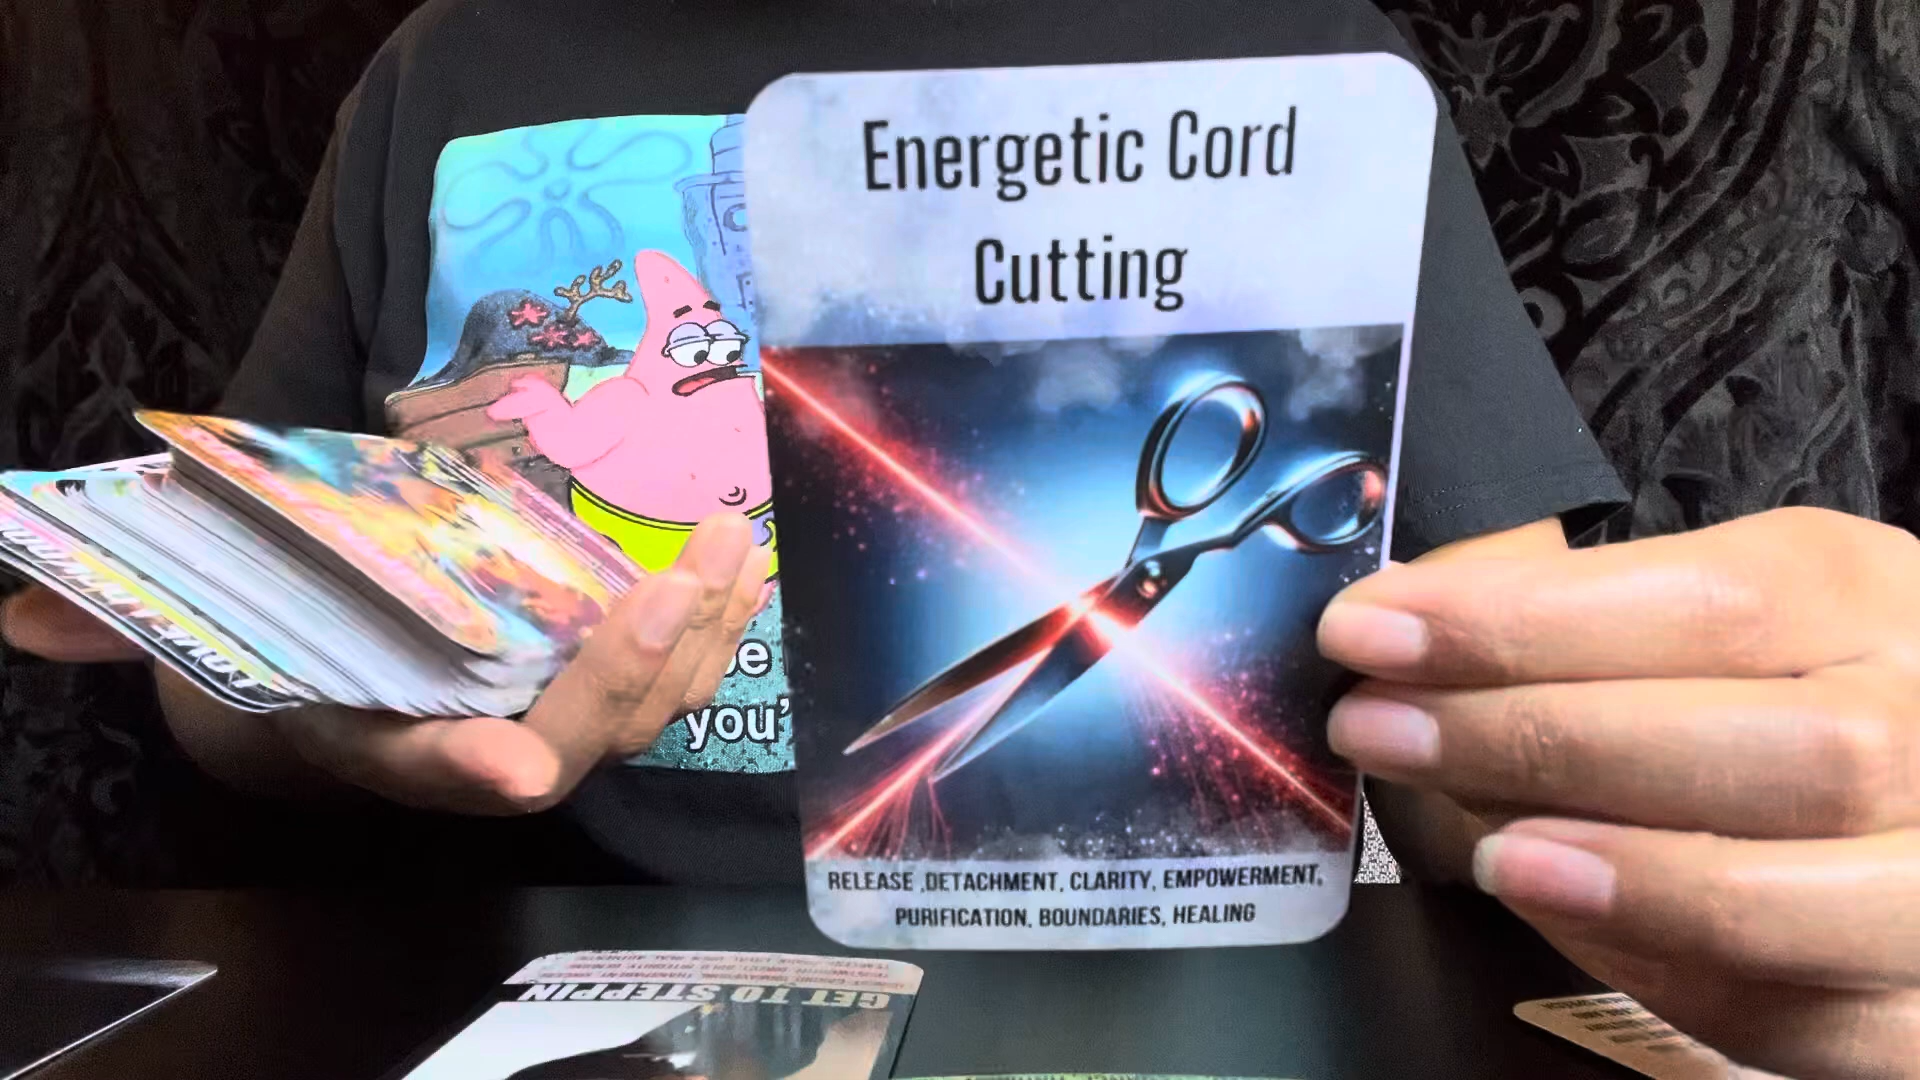 Energetic Cord
Cutting
RELEASE ,DETACHMENT, CLARITY, EMPOWERMENT,
PURIFICATION, BOUNDARIES, HEALING
you'
GET TO STEPPIN